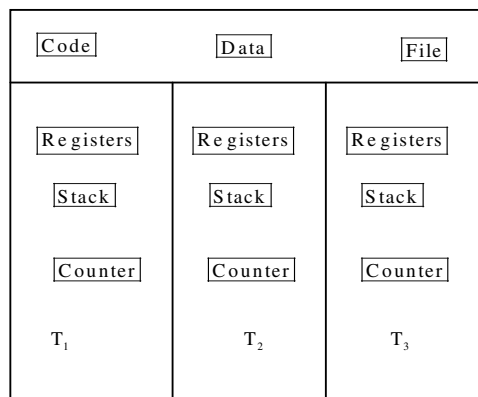 Code Data File
Registers Registers Registers
Stack Stack Stack
Counter Counter Counter
T₁ T₂ T₃